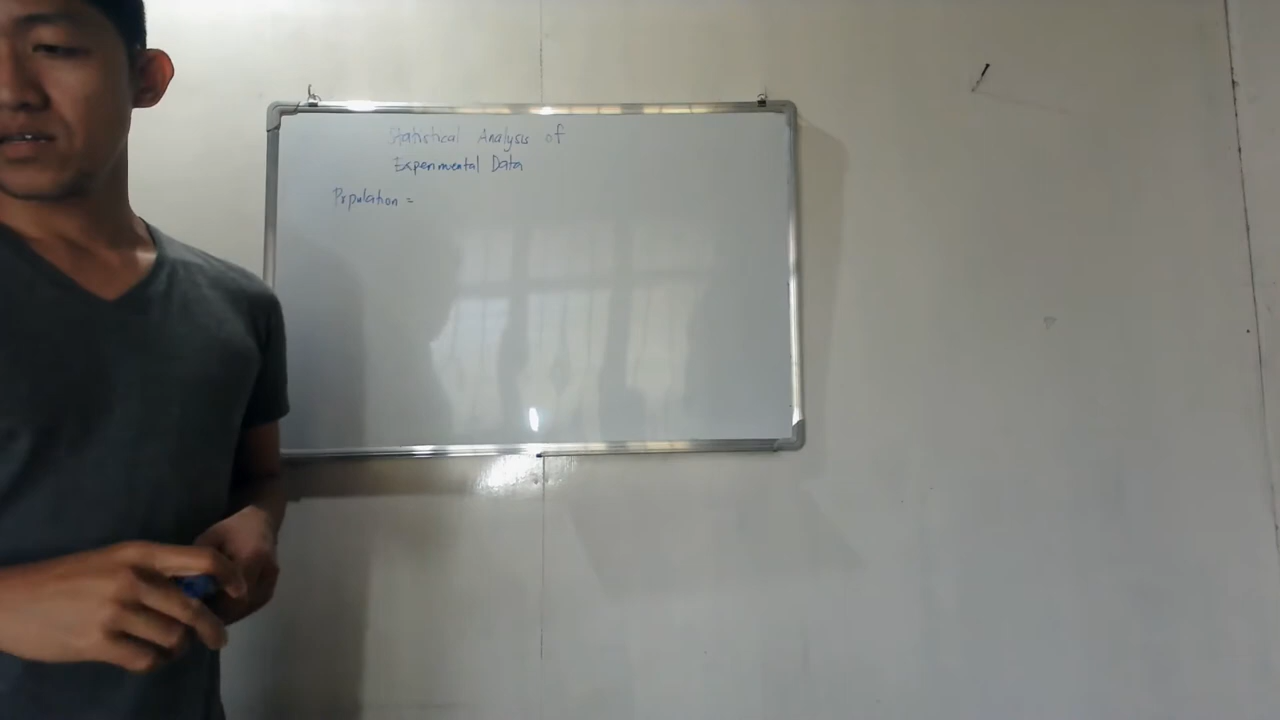 Statistical Analysis of
Experimental Data
Population =